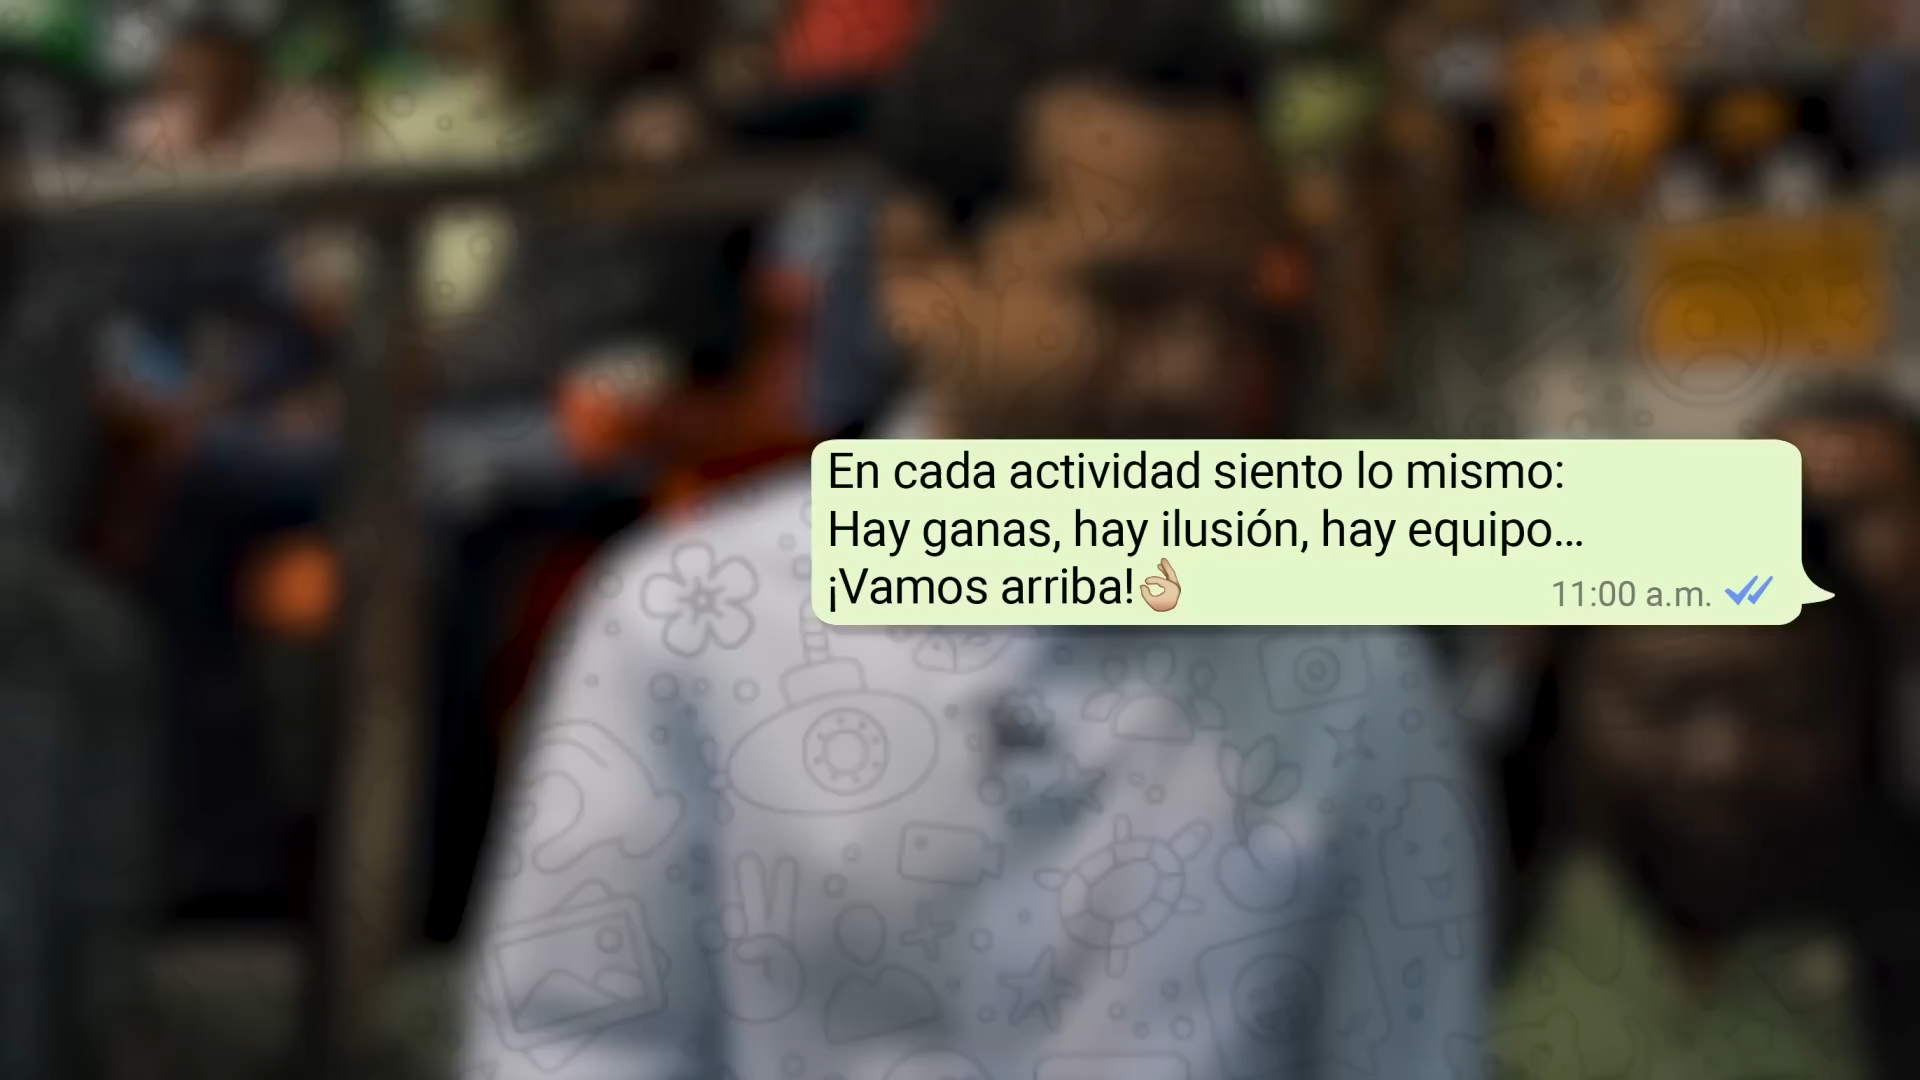 En cada actividad siento lo mismo:
Hay ganas, hay ilusión, hay equipo…
¡Vamos arriba!👌🏼
11:00 a.m.